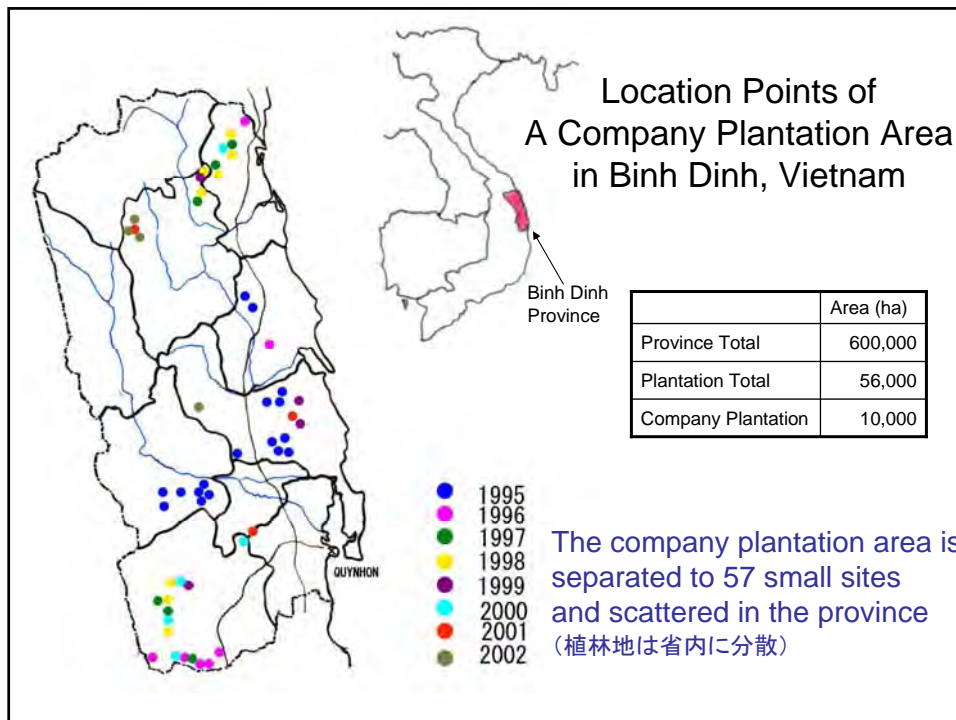 Location Points of
A Company Plantation Area
in Binh Dinh, Vietnam
Binh Dinh
Province
Area (ha)
Province Total 600,000
Plantation Total 56,000
Company Plantation 10,000
1995
1996
1997
1998
1999
2000
2001
2002
QUYNHON
The company plantation area is
separated to 57 small sites
and scattered in the province
(植林地は省内に分散)